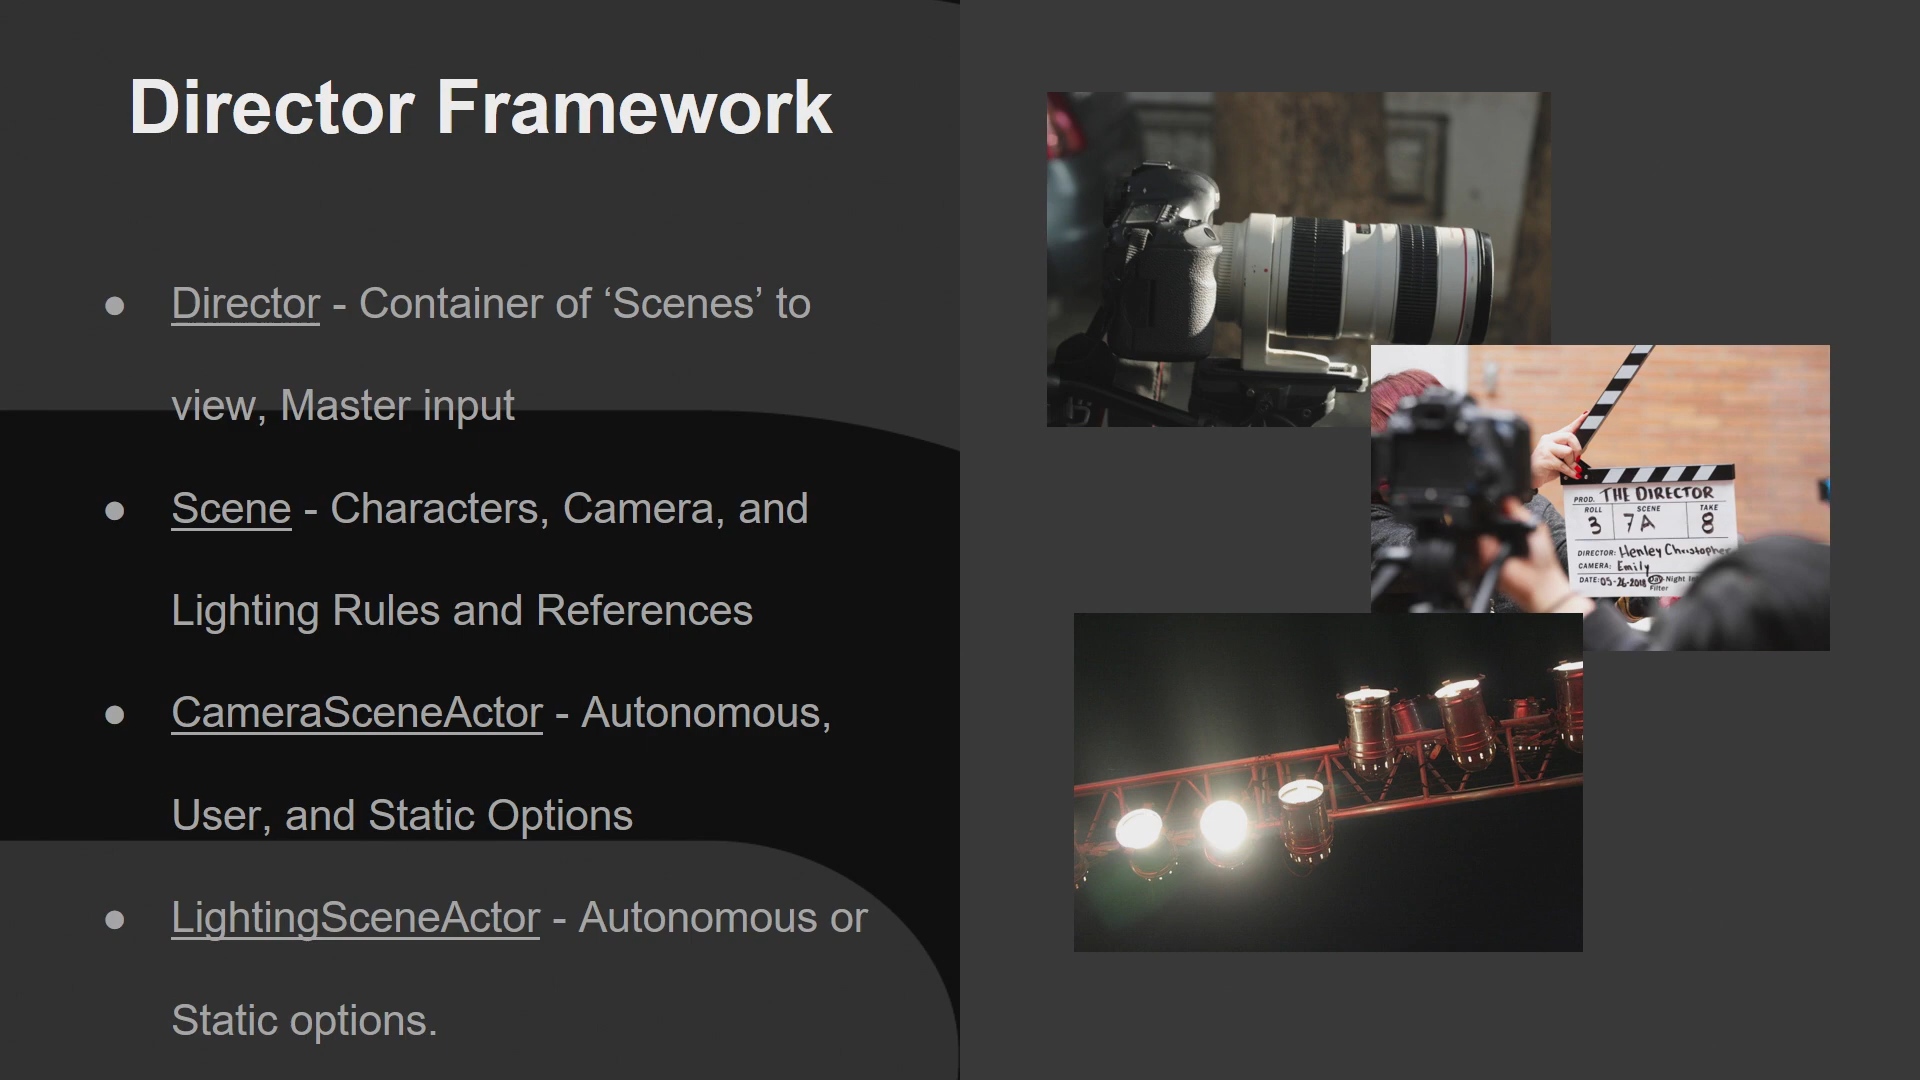 Director Framework
● Director - Container of ‘Scenes’ to
view, Master input
● Scene - Characters, Camera, and
Lighting Rules and References
● CameraSceneActor - Autonomous,
User, and Static Options
● LightingSceneActor - Autonomous or
Static options.
PROD. THE DIRECTOR
ROLL SCENE TAKE
3 7A 8
DIRECTOR: Henley Christopher
CAMERA: Emily
DATE: 05-26-2018 Day-Night
Filter